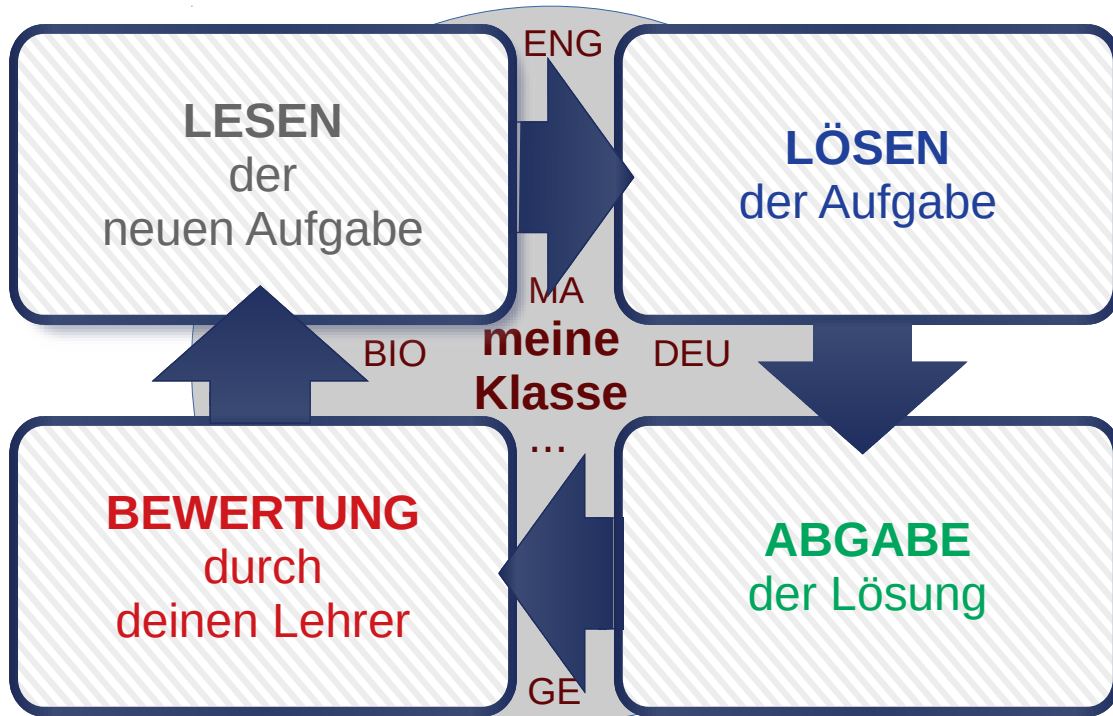 ENG
LESEN
der
neuen Aufgabe
LÖSEN
der Aufgabe
MA
BIO
meine
Klasse
DEU
...
BEWERTUNG
durch
deinen Lehrer
ABGABE
der Lösung
GE